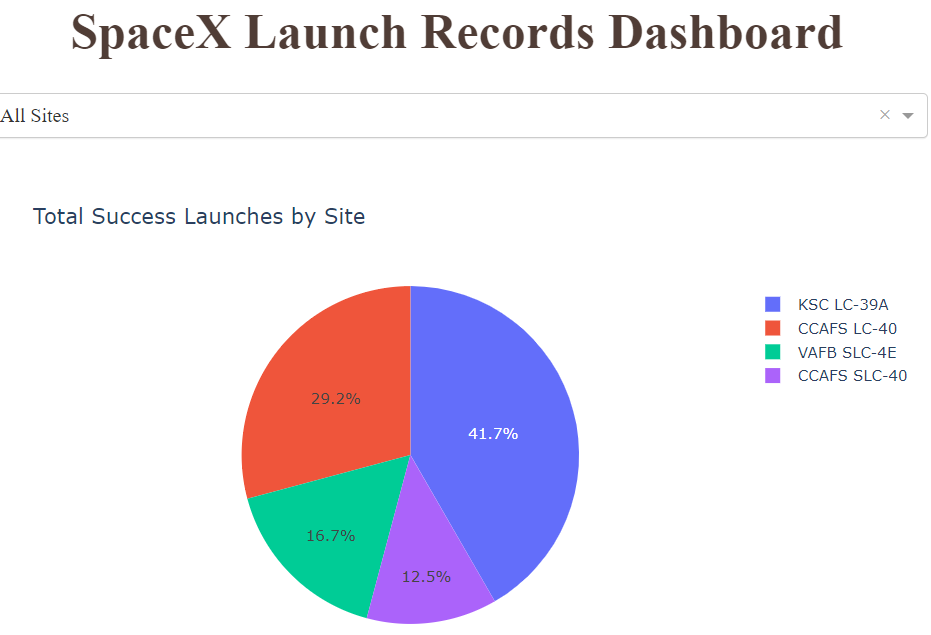 SpaceX Launch Records Dashboard
All Sites
×
Total Success Launches by Site
KSC LC-39A
CCAFS LC-40
VAFB SLC-4E
CCAFS SLC-40
29.2%
41.7%
16.7%
12.5%